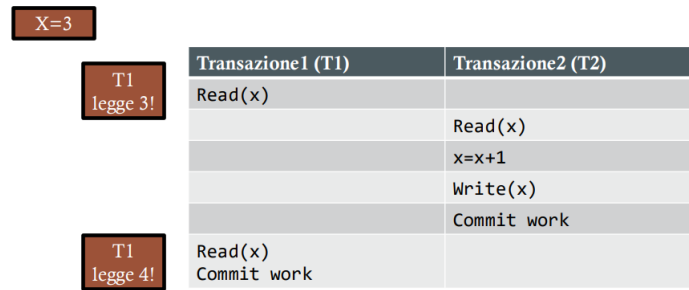 X=3
Transazione1 (T1) Transazione2 (T2)
T1
legge 3!
Read(x)
Read(x)
x=x+1
Write(x)
Commit work
T1
legge 4!
Read(x)
Commit work